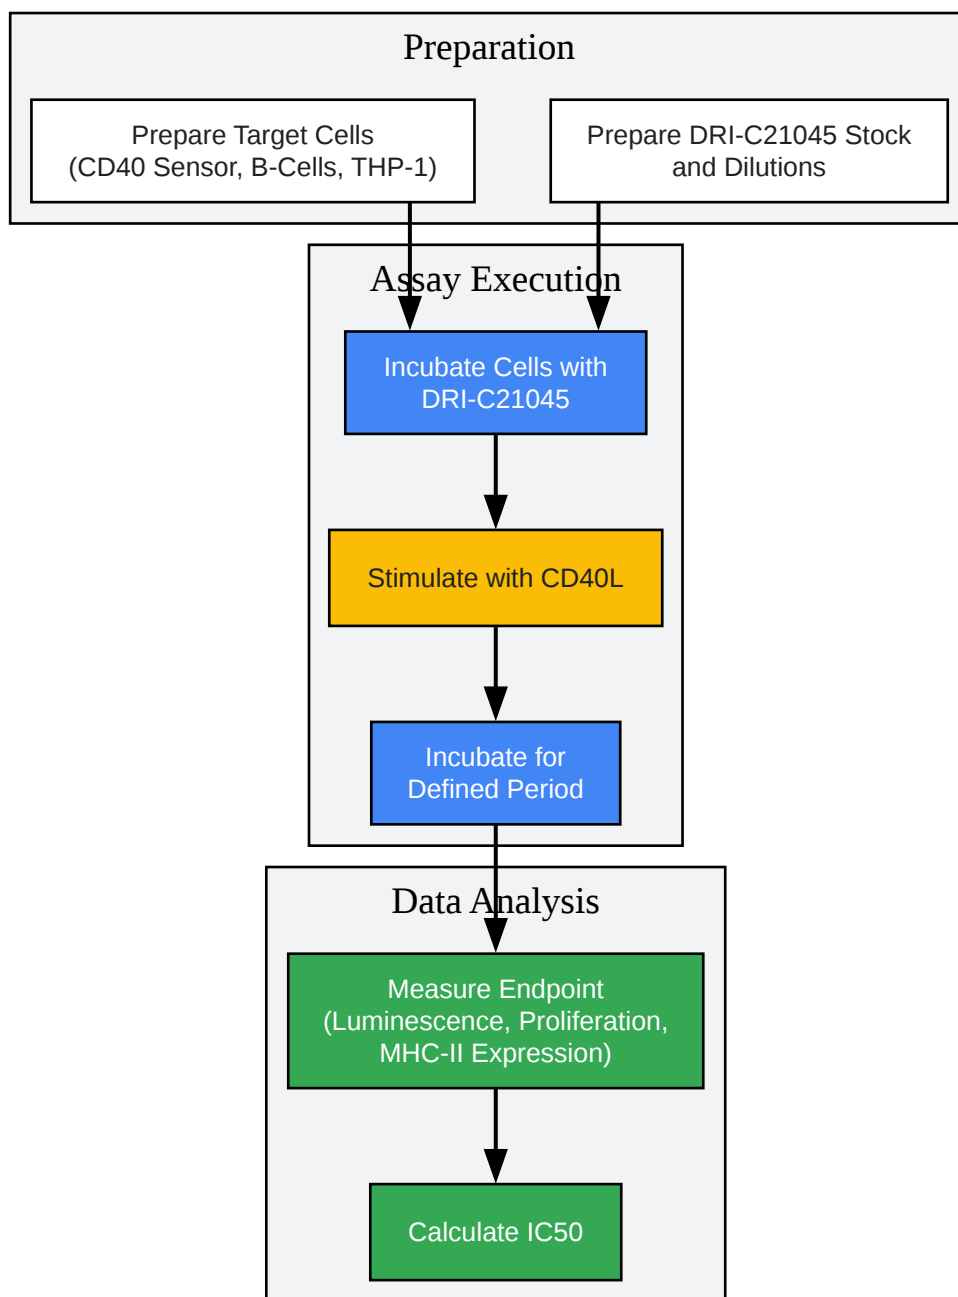 Preparation
Prepare Target Cells
(CD40 Sensor, B-Cells, THP-1)
Prepare DRI-C21045 Stock
and Dilutions
Assay Execution
Incubate Cells with
DRI-C21045
Stimulate with CD40L
Incubate for
Defined Period
Data Analysis
Measure Endpoint
(Luminescence, Proliferation,
MHC-II Expression)
Calculate IC50